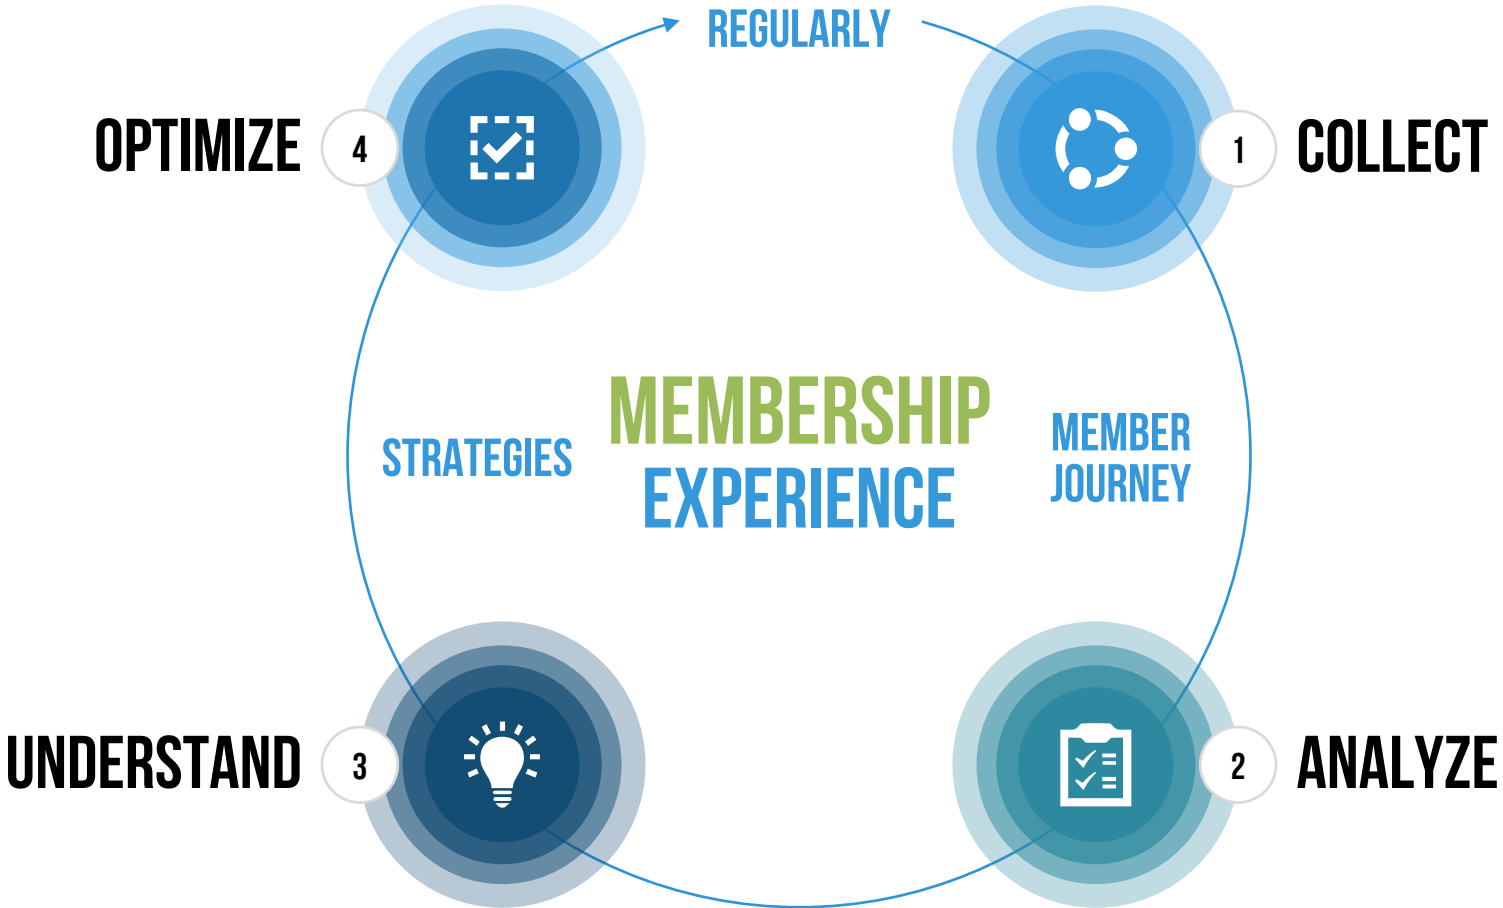 REGULARLY
OPTIMIZE
4
1
COLLECT
MEMBERSHIP
EXPERIENCE
STRATEGIES
MEMBER
JOURNEY
UNDERSTAND
3
2
ANALYZE